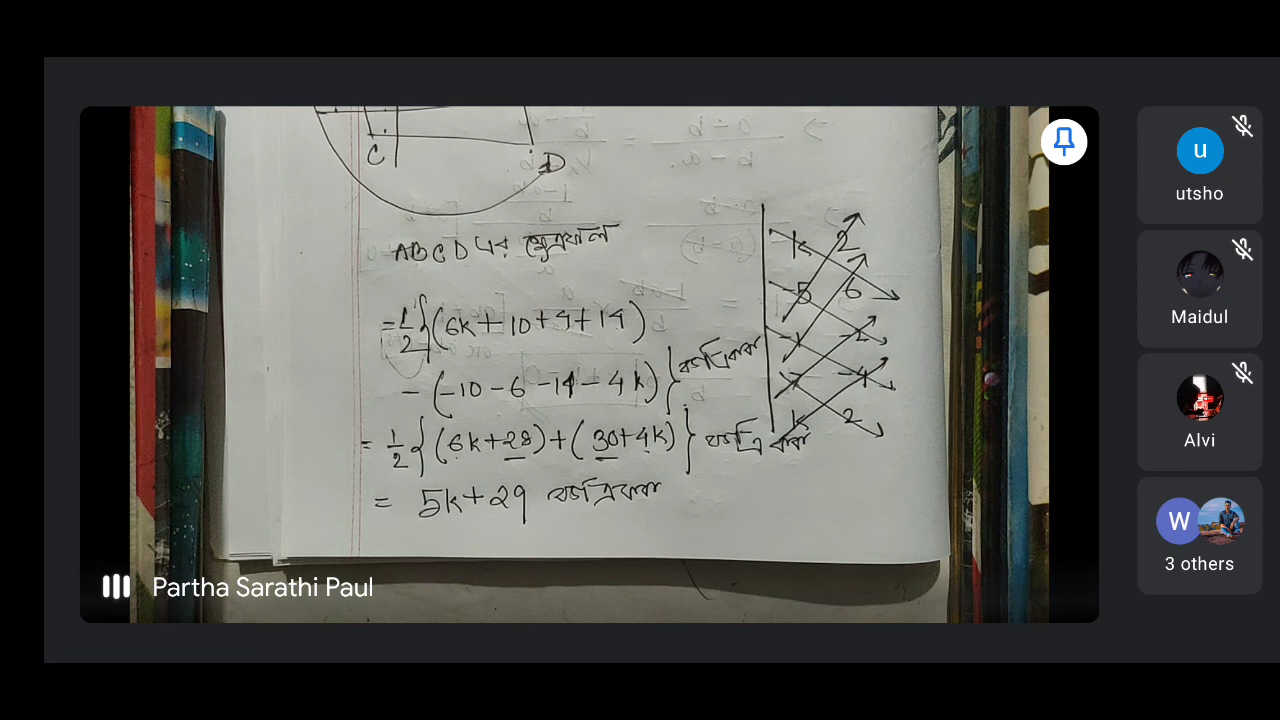 C
D
ABCD এর ক্ষেত্রফল
= 1/2 {(6k + 10 + 4 + 14)
- (-10 - 6 - 14 - 4k)} বর্গএকক
= 1/2 {(6k + 28) + (30 + 4k)} বর্গএকক
= 5k + 29 বর্গএকক
k 2
-5 6
-1 -2
7 -4
k 2
Partha Sarathi Paul
u
utsho
Maidul
Alvi
W
3 others